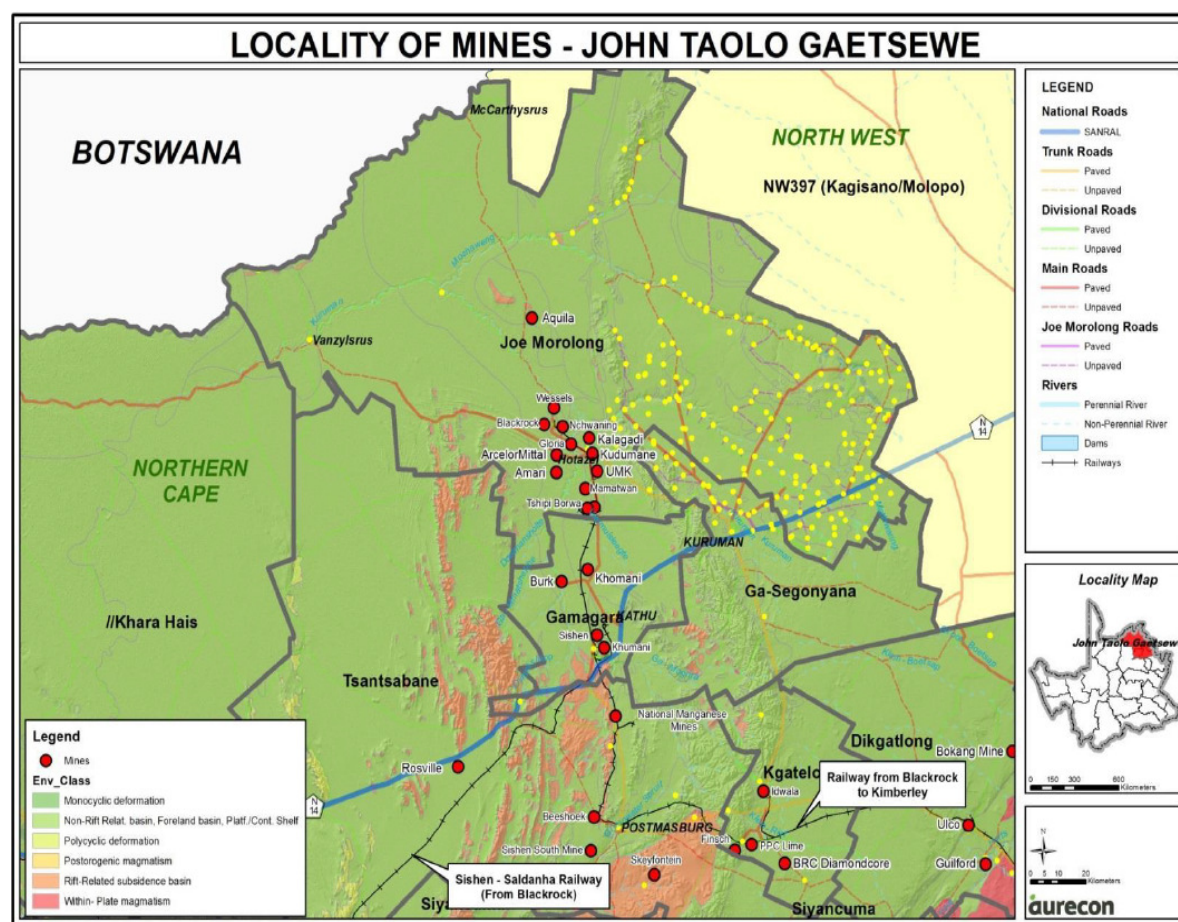 LOCALITY OF MINES - JOHN TAOLO GAETSEWE
BOTSWANA
McCarthysrus
NORTH WEST
NW397 (Kagisano/Molopo)
Vanzylsrus
Aquila
Joe Morolong
Wessels
Blackrock
Nchwaning
Gloria
Kalagadi
ArcelorMittal
Hotazel
Kudumane
Amari
UMK
Mamatwan
Tshipi Borwa
NORTHERN
CAPE
N
14
KURUMAN
Kuruman
Burk
Khomani
Ga-Segonyana
//Khara Hais
Gamagara
KATHU
Sishen
Khumani
Tsantsabane
National Manganese
Mines
Dikgatlong
Bokang Mine
Rosville
Idwala
Railway from Blackrock
to Kimberley
N
14
Beeshoek
POSTMASBURG
Ulco
Sishen South Mine
Finsch
PPC Lime
Skeyfontein
BRC Diamondcore
Guilford
Sishen - Saldanha Railway
(From Blackrock)
Siyancuma
Legend
Mines
Env_Class
Monocyclic deformation
Non-Rift Relat. basin, Foreland basin, Platf./Cont. Shelf
Polycyclic deformation
Postorogenic magmatism
Rift-Related subsidence basin
Within- Plate magmatism
LEGEND
National Roads
SANRAL
Trunk Roads
Paved
Unpaved
Divisional Roads
Paved
Unpaved
Main Roads
Paved
Unpaved
Joe Morolong Roads
Paved
Unpaved
Rivers
Perennial River
Non-Perennial River
Dams
Railways
Locality Map
John Taolo Gaetsewe
0 150 300 600
Kilometers
N
0 5 10 20
Kilometers
aurecon